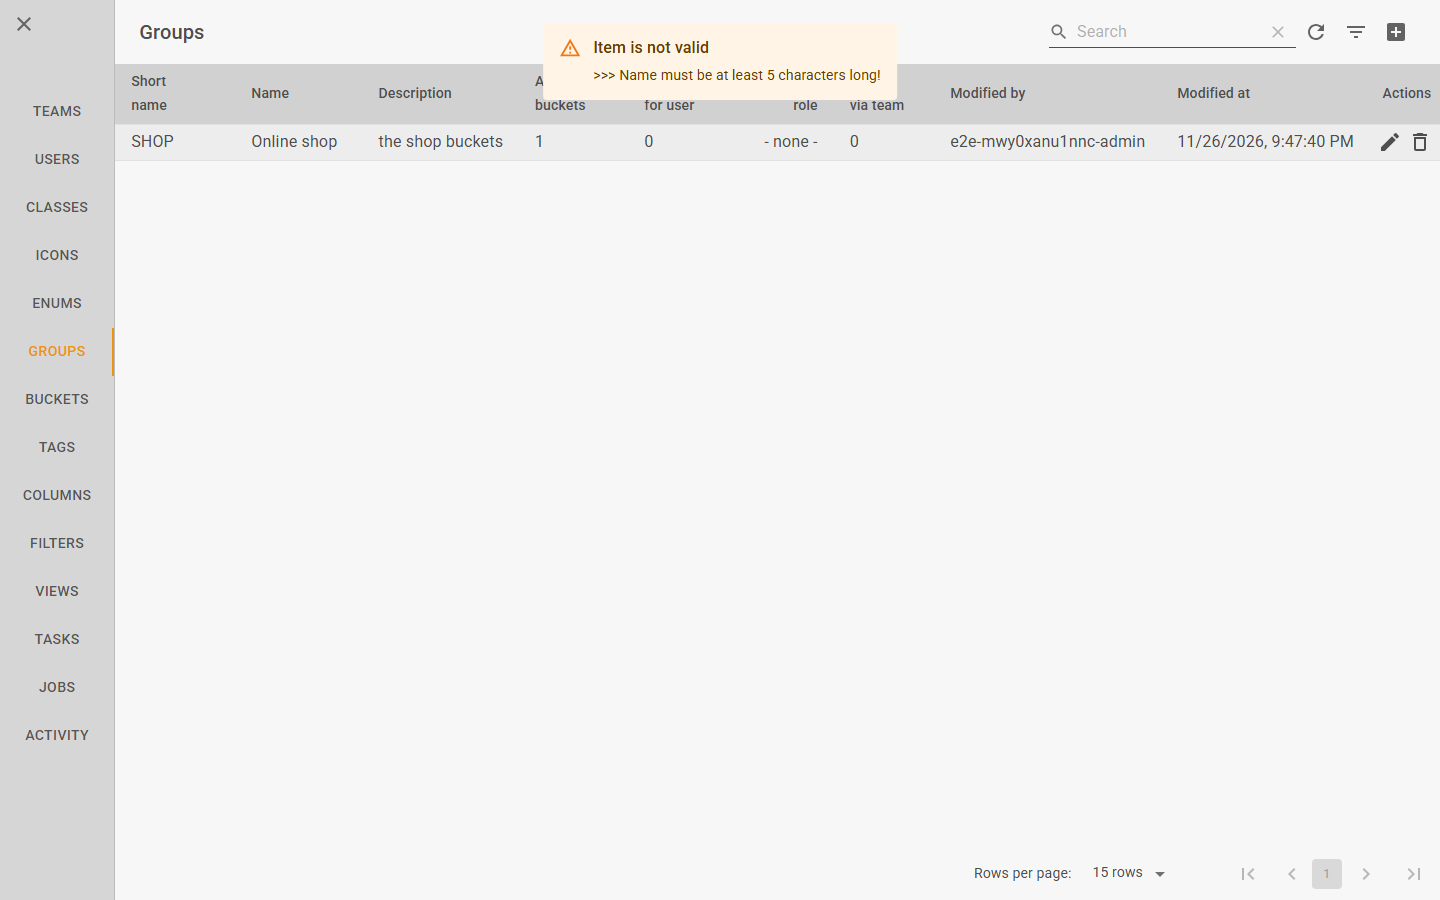 Groups
Search
Item is not valid
>>> Name must be at least 5 characters long!
Short name
Name
Description
buckets
for user
role
via team
Modified by
Modified at
Actions
SHOP
Online shop
the shop buckets
1
0
- none -
0
e2e-mwy0xanu1nnc-admin
11/26/2026, 9:47:40 PM
TEAMS
USERS
CLASSES
ICONS
ENUMS
GROUPS
BUCKETS
TAGS
COLUMNS
FILTERS
VIEWS
TASKS
JOBS
ACTIVITY
Rows per page:
15 rows
1